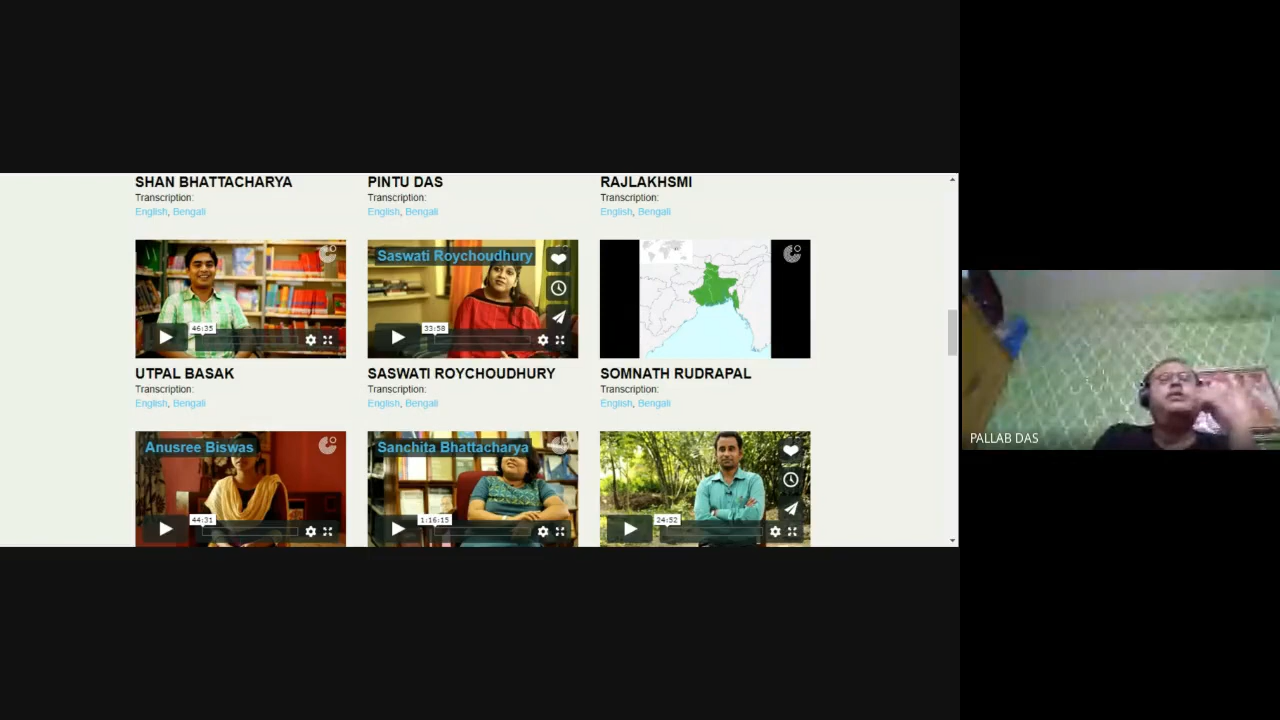 SHAN BHATTACHARYA
Transcription:
English, Bengali
PINTU DAS
Transcription:
English, Bengali
RAJLAKHSMI
Transcription:
English, Bengali
46:35
UTPAL BASAK
Transcription:
English, Bengali
Saswati Roychoudhury
33:58
SASWATI ROYCHOUDHURY
Transcription:
English, Bengali
SOMNATH RUDRAPAL
Transcription:
English, Bengali
Anusree Biswas
44:31
Sanchita Bhattacharya
1:16:15
24:52
PALLAB DAS